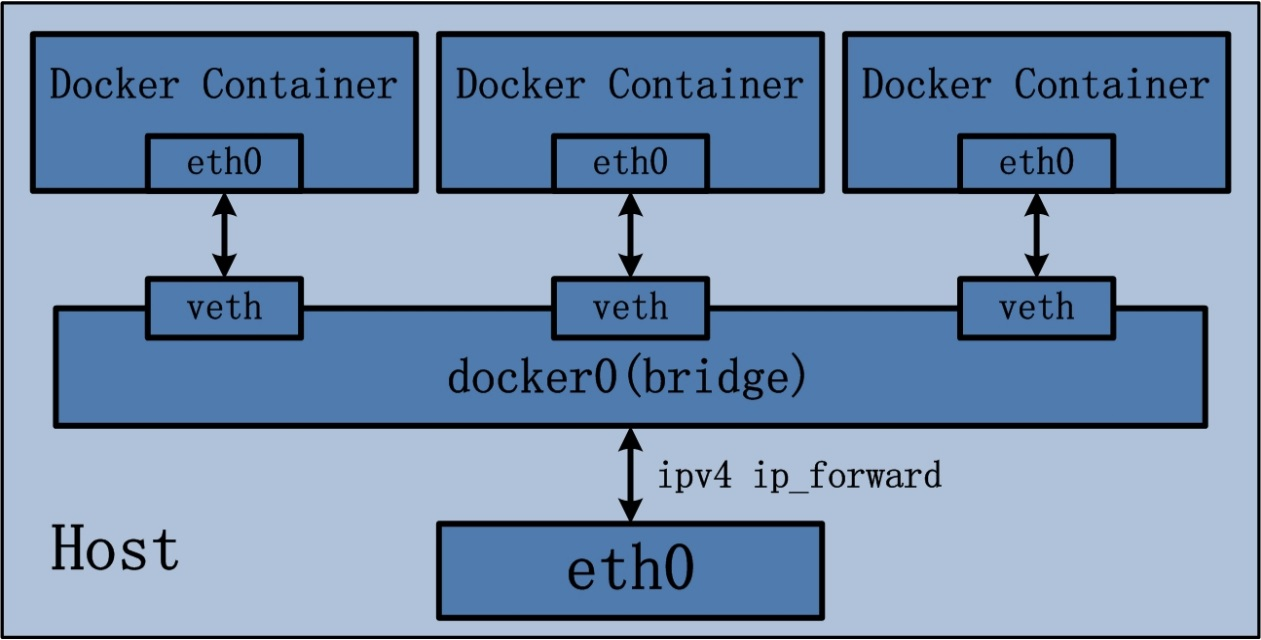 Docker Container
Docker Container
Docker Container
eth0
eth0
eth0
veth
veth
veth
docker0(bridge)
ipv4 ip_forward
Host
eth0